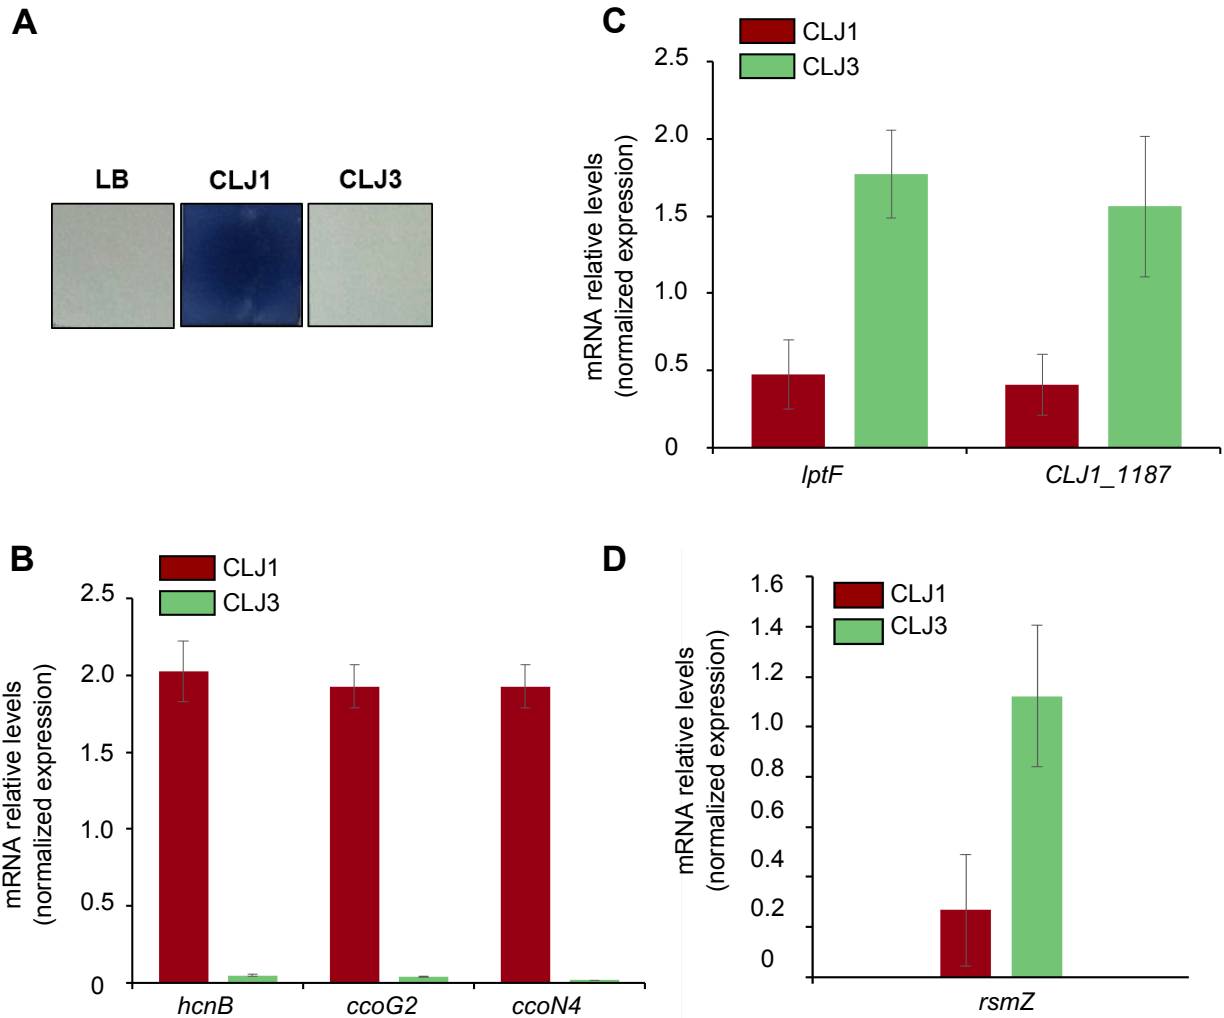 A
LB CLJ1 CLJ3
B
CLJ1
CLJ3
mRNA relative levels
(normalized expression)
2.5
2.0
1.5
1.0
0.5
0
hcnB ccoG2 ccoN4
C
CLJ1
CLJ3
mRNA relative levels
(normalized expression)
2.5
2.0
1.5
1.0
0.5
0
lptF CLJ1_1187
D
CLJ1
CLJ3
mRNA relative levels
(normalized expression)
1.6
1.4
1.2
1.0
0.8
0.6
0.4
0.2
0
rsmZ